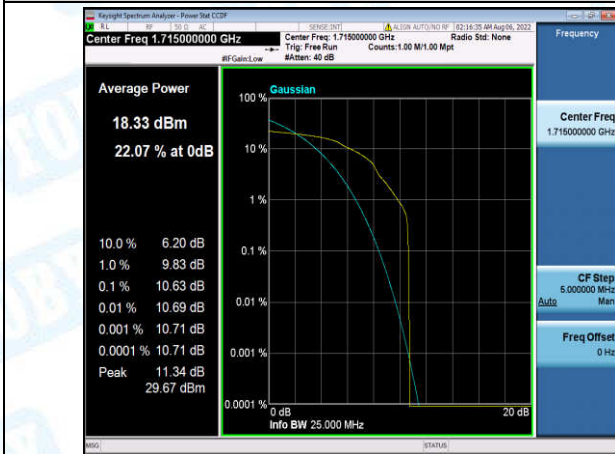 Keysight Spectrum Analyzer - Power Stat CCDF
RL RF 50 Ω AC SENSE:INT ALIGN AUTO/NO RF 02:16:35 AM Aug 06, 2022
Center Freq 1.715000000 GHz
Center Freq: 1.715000000 GHz Radio Std: None
Trig: Free Run Counts:1.00 M/1.00 Mpt
#IFGain:Low #Atten: 40 dB
Frequency
Average Power
18.33 dBm
22.07 % at 0dB
10.0 % 6.20 dB
1.0 % 9.83 dB
0.1 % 10.63 dB
0.01 % 10.69 dB
0.001 % 10.71 dB
0.0001 % 10.71 dB
Peak 11.34 dB
29.67 dBm
Gaussian
100 %
10 %
1 %
0.1 %
0.01 %
0.001 %
0.0001 %
0 dB 20 dB
Info BW 25.000 MHz
Center Freq
1.715000000 GHz
CF Step
5.000000 MHz
Auto Man
Freq Offset
0 Hz
MSG STATUS